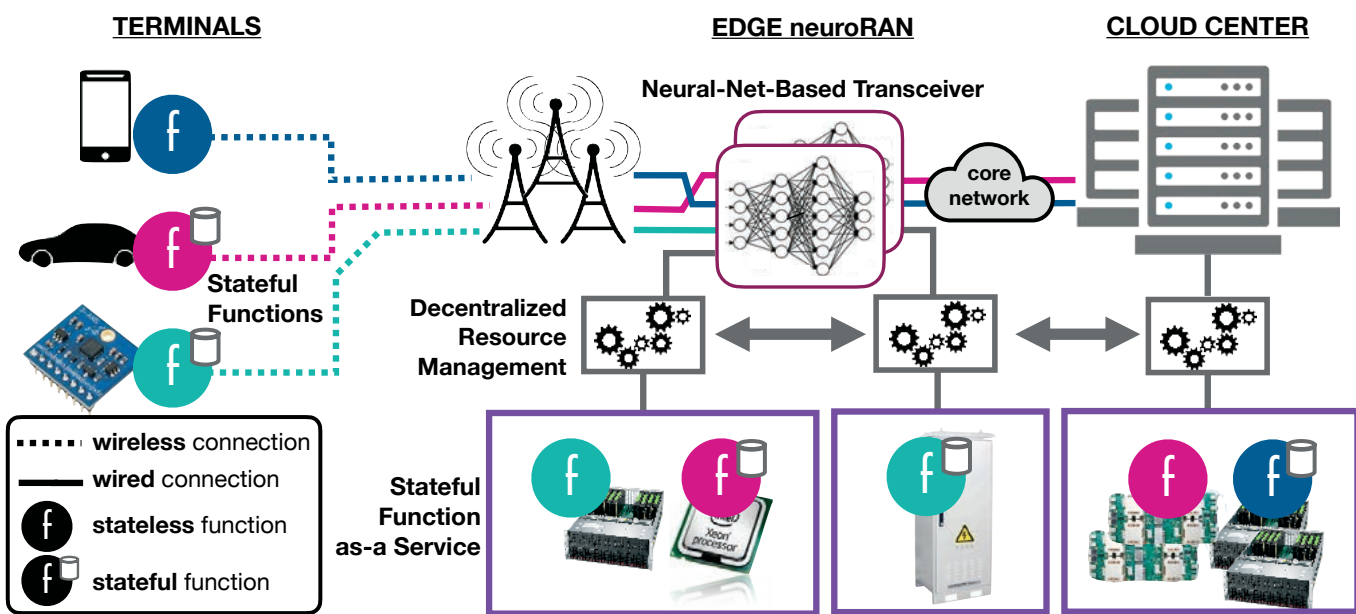 TERMINALS
EDGE neuroRAN
CLOUD CENTER
Neural-Net-Based Transceiver
f
core
network
f
Stateful
Functions
Decentralized
Resource
Management
f
wireless connection
wired connection
f stateless function
f stateful function
Stateful
Function
as-a Service
f
f
Xeon
processor
f
f
f